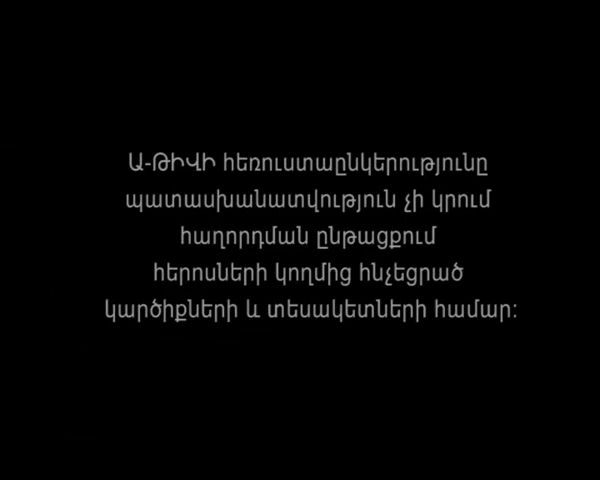 Ա-ԹԻՎԻ հեռուստաընկերությունը
պատասխանատվություն չի կրում
հաղորդման ընթացքում
հերոսների կողմից հնչեցրած
կարծիքների և տեսակետների համար: